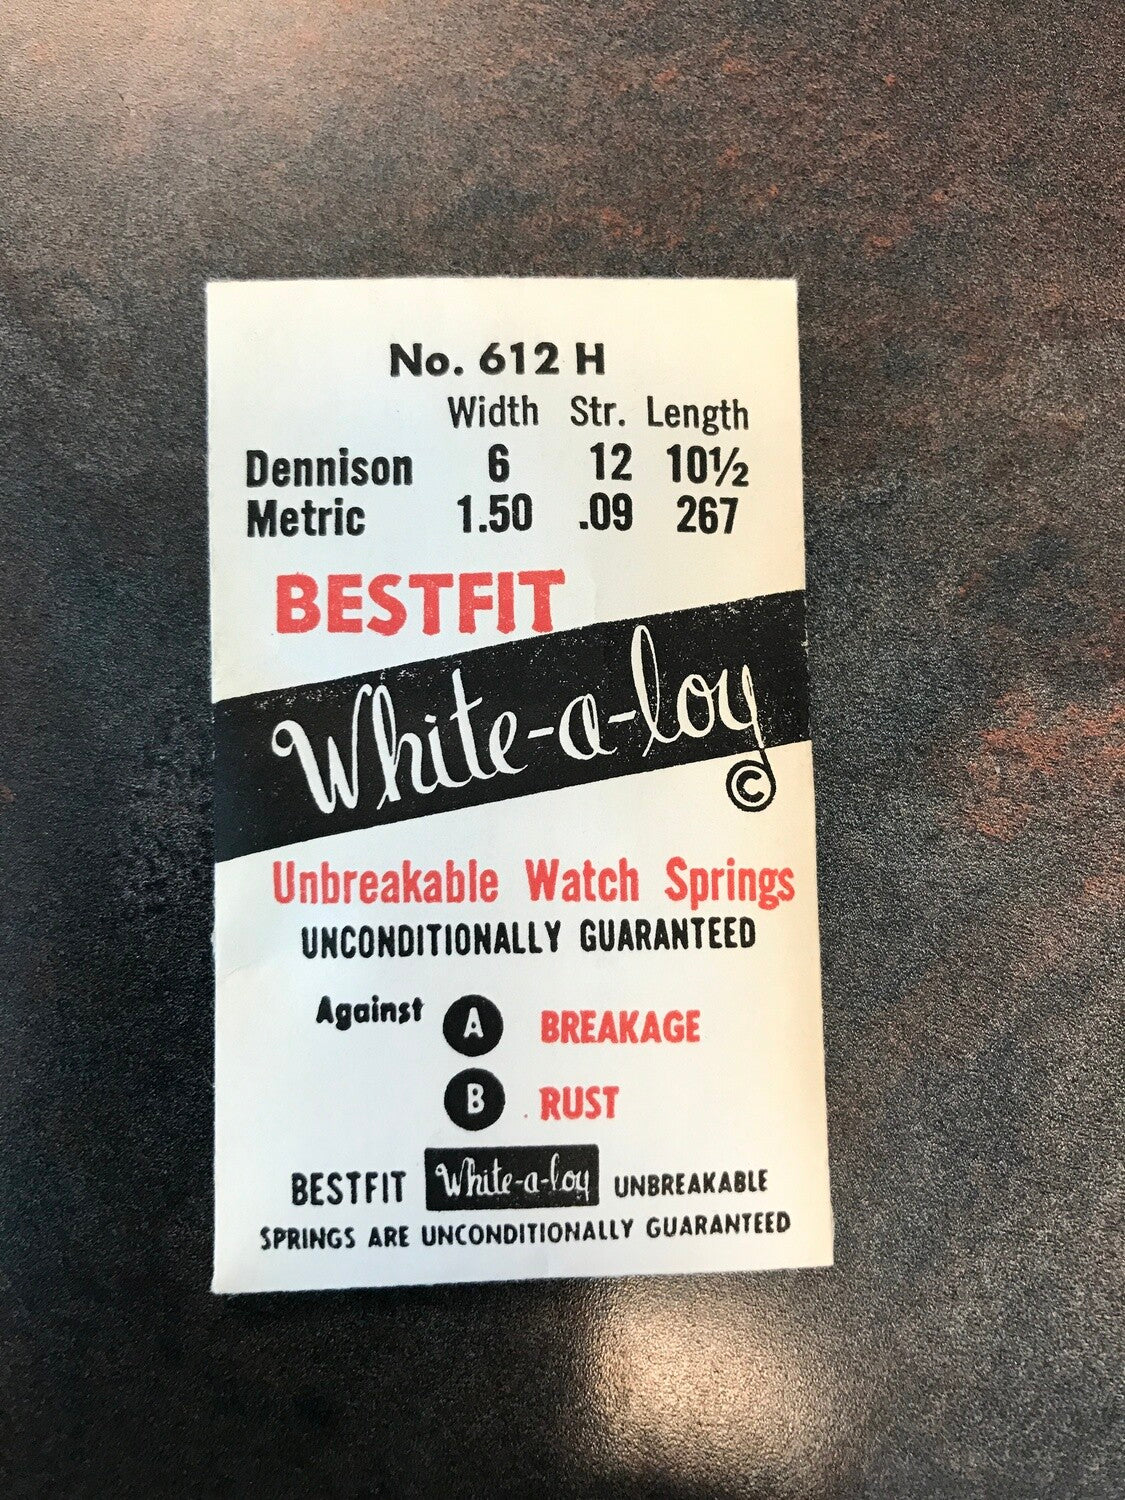 No. 612 H
Width Str. Length
Dennison 6 12 10½
Metric 1.50 .09 267
BESTFIT
White-a-loy
©
Unbreakable Watch Springs
UNCONDITIONALLY GUARANTEED
Against A BREAKAGE
B RUST
BESTFIT White-a-loy UNBREAKABLE
SPRINGS ARE UNCONDITIONALLY GUARANTEED